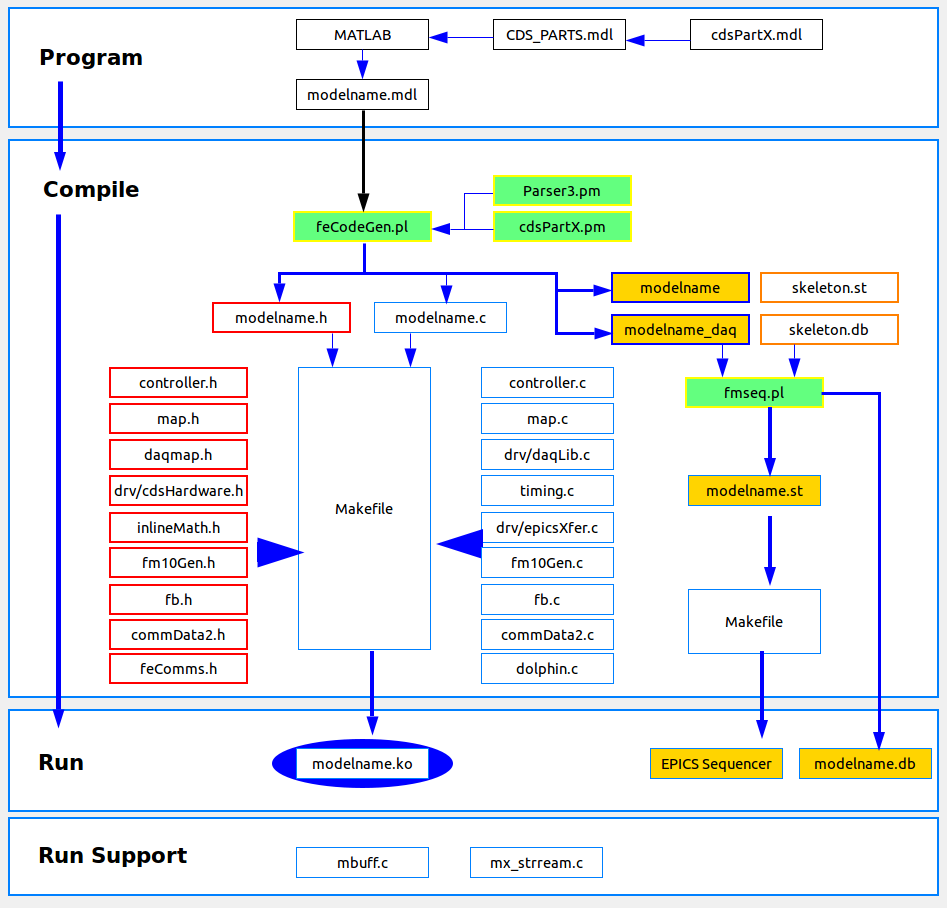 Program
MATLAB
CDS_PARTS.mdl
cdsPartX.mdl
modelname.mdl
Compile
Parser3.pm
feCodeGen.pl
cdsPartX.pm
modelname
skeleton.st
modelname.h
modelname.c
modelname_daq
skeleton.db
controller.h
map.h
daqmap.h
drv/cdsHardware.h
inlineMath.h
fm10Gen.h
fb.h
commData2.h
feComms.h
Makefile
controller.c
map.c
drv/daqLib.c
timing.c
drv/epicsXfer.c
fm10Gen.c
fb.c
commData2.c
dolphin.c
fmseq.pl
modelname.st
Makefile
Run
modelname.ko
EPICS Sequencer
modelname.db
Run Support
mbuff.c
mx_strream.c